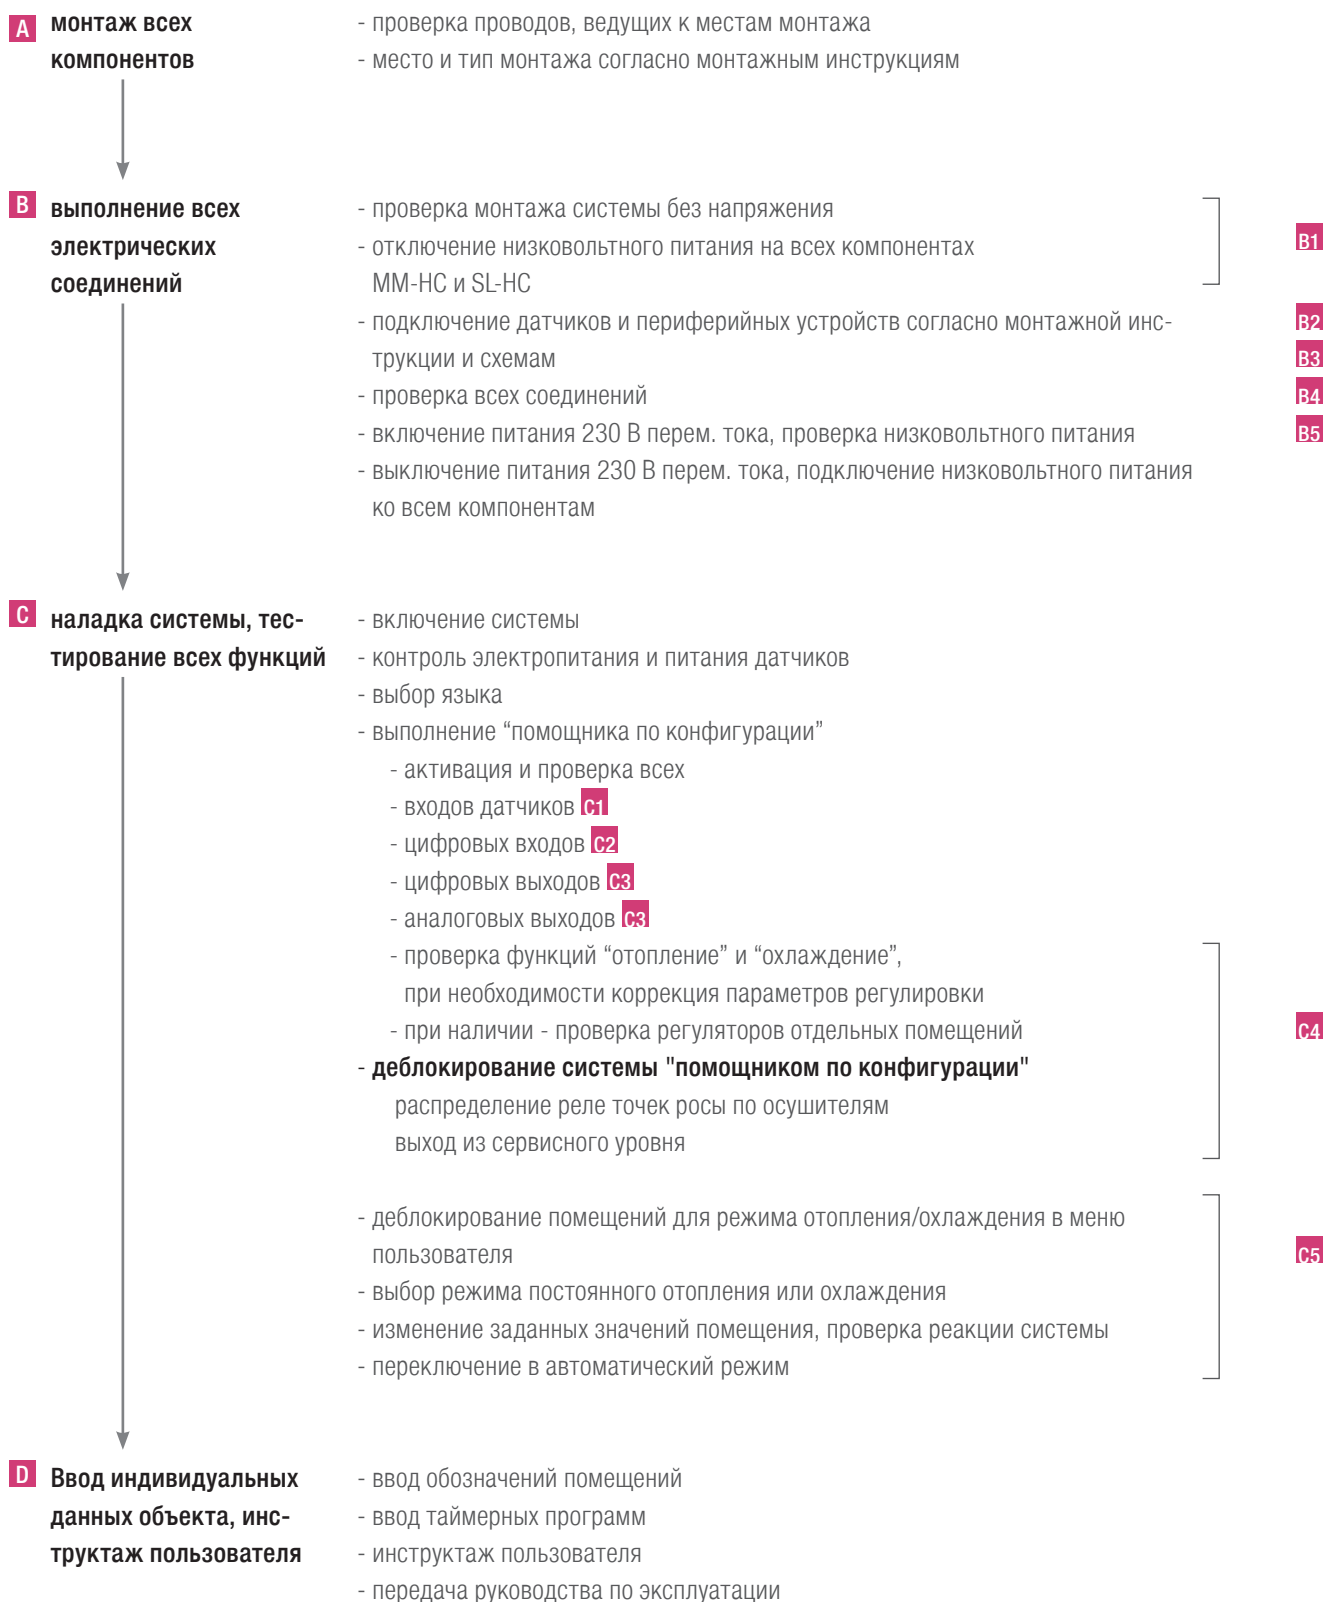 A монтаж всех - проверка проводов, ведущих к местам монтажа
компонентов - место и тип монтажа согласно монтажным инструкциям
B выполнение всех - проверка монтажа системы без напряжения
электрических - отключение низковольтного питания на всех компонентах B1
соединений MM-HC и SL-HC
- подключение датчиков и периферийных устройств согласно монтажной инс- B2
трукции и схемам B3
- проверка всех соединений B4
- включение питания 230 В перем. тока, проверка низковольтного питания B5
- выключение питания 230 В перем. тока, подключение низковольтного питания
ко всем компонентам
C наладка системы, тес- - включение системы
тирование всех функций - контроль электропитания и питания датчиков
- выбор языка
- выполнение “помощника по конфигурации”
- активация и проверка всех
- входов датчиков C1
- цифровых входов C2
- цифровых выходов C3
- аналоговых выходов C3
- проверка функций “отопление” и “охлаждение”,
при необходимости коррекция параметров регулировки
- при наличии - проверка регуляторов отдельных помещений C4
- деблокирование системы "помощником по конфигурации"
распределение реле точек росы по осушителям
выход из сервисного уровня
- деблокирование помещений для режима отопления/охлаждения в меню
пользователя C5
- выбор режима постоянного отопления или охлаждения
- изменение заданных значений помещения, проверка реакции системы
- переключение в автоматический режим
D Ввод индивидуальных - ввод обозначений помещений
данных объекта, инс- - ввод таймерных программ
труктаж пользователя - инструктаж пользователя
- передача руководства по эксплуатации